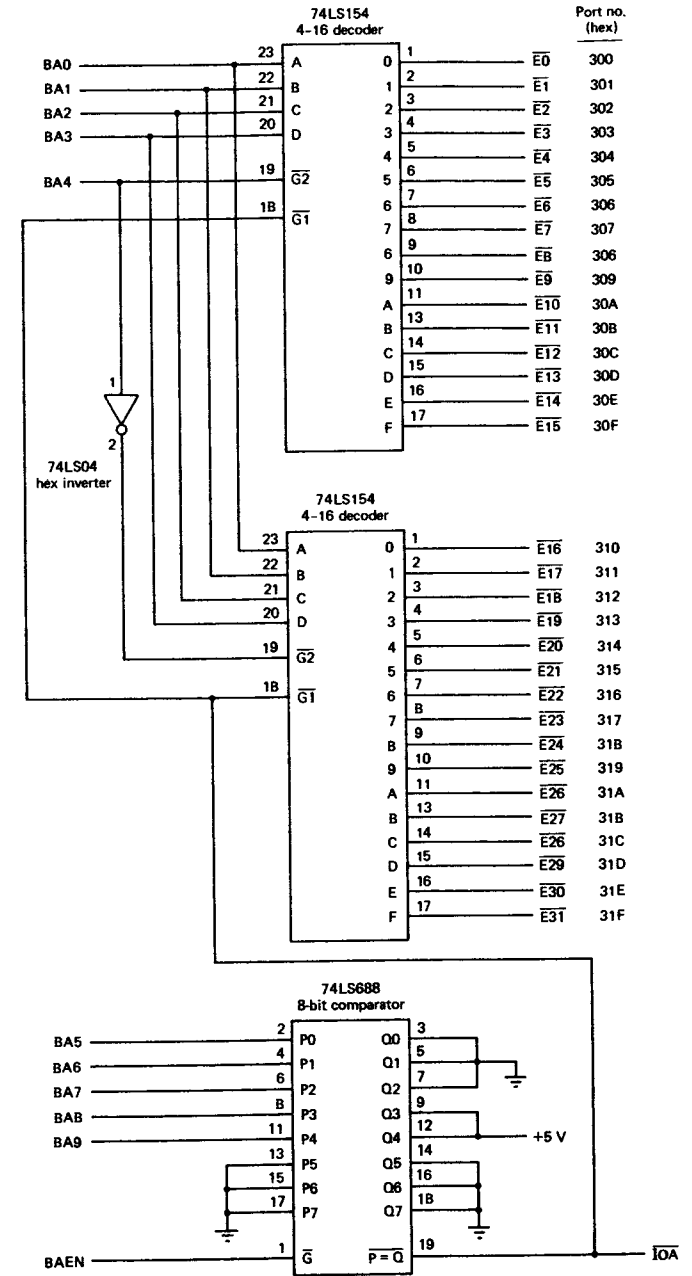 74LS154
4-16 decoder
Port no.
(hex)
BA0 23 A 0 1 E0 300
BA1 22 B 1 2 E1 301
BA2 21 C 2 3 E2 302
BA3 20 D 3 4 E3 303
4 5 E4 304
BA4 19 G2 5 6 E5 305
6 7 E6 306
1B G1 7 8 E7 307
6 9 EB 306
9 10 E9 309
A 11 E10 30A
B 13 E11 30B
C 14 E12 30C
D 15 E13 30D
E 16 E14 30E
F 17 E15 30F
1
2
74LS04
hex inverter
74LS154
4-16 decoder
23 A 0 1 E16 310
22 B 1 2 E17 311
21 C 2 3 E1B 312
20 D 3 4 E19 313
19 G2 4 5 E20 314
5 6 E21 315
1B G1 6 7 E22 316
7 B E23 317
B 9 E24 31B
9 10 E25 319
A 11 E26 31A
B 13 E27 31B
C 14 E26 31C
D 15 E29 31D
E 16 E30 31E
F 17 E31 31F
74LS688
8-bit comparator
BA5 2 P0 Q0 3
BA6 4 P1 Q1 5
BA7 6 P2 Q2 7
BAB B P3 Q3 9
BA9 11 P4 Q4 12 +5 V
13 P5 Q5 14
15 P6 Q6 16
17 P7 Q7 1B
BAEN 1 G P=Q 19 IOA